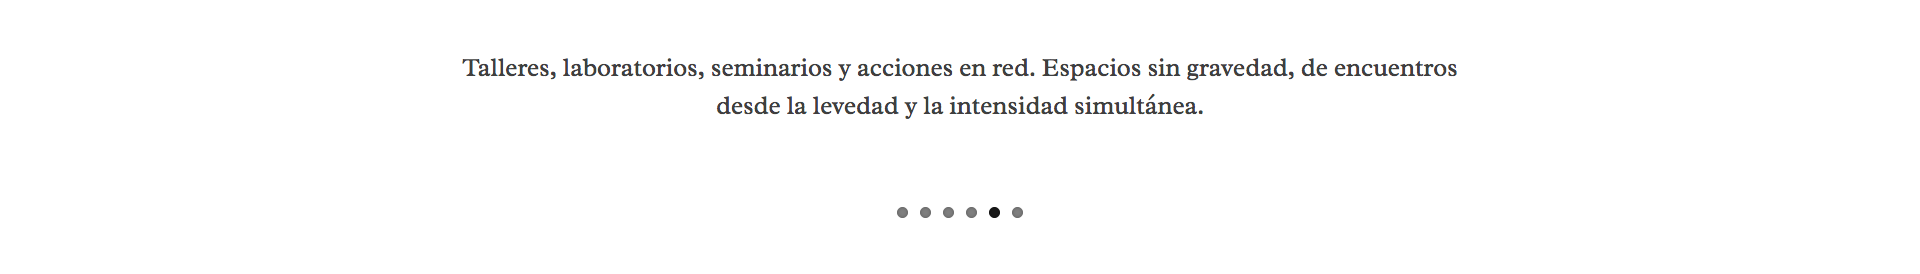 Talleres, laboratorios, seminarios y acciones en red. Espacios sin gravedad, de encuentros
desde la levedad y la intensidad simultánea.